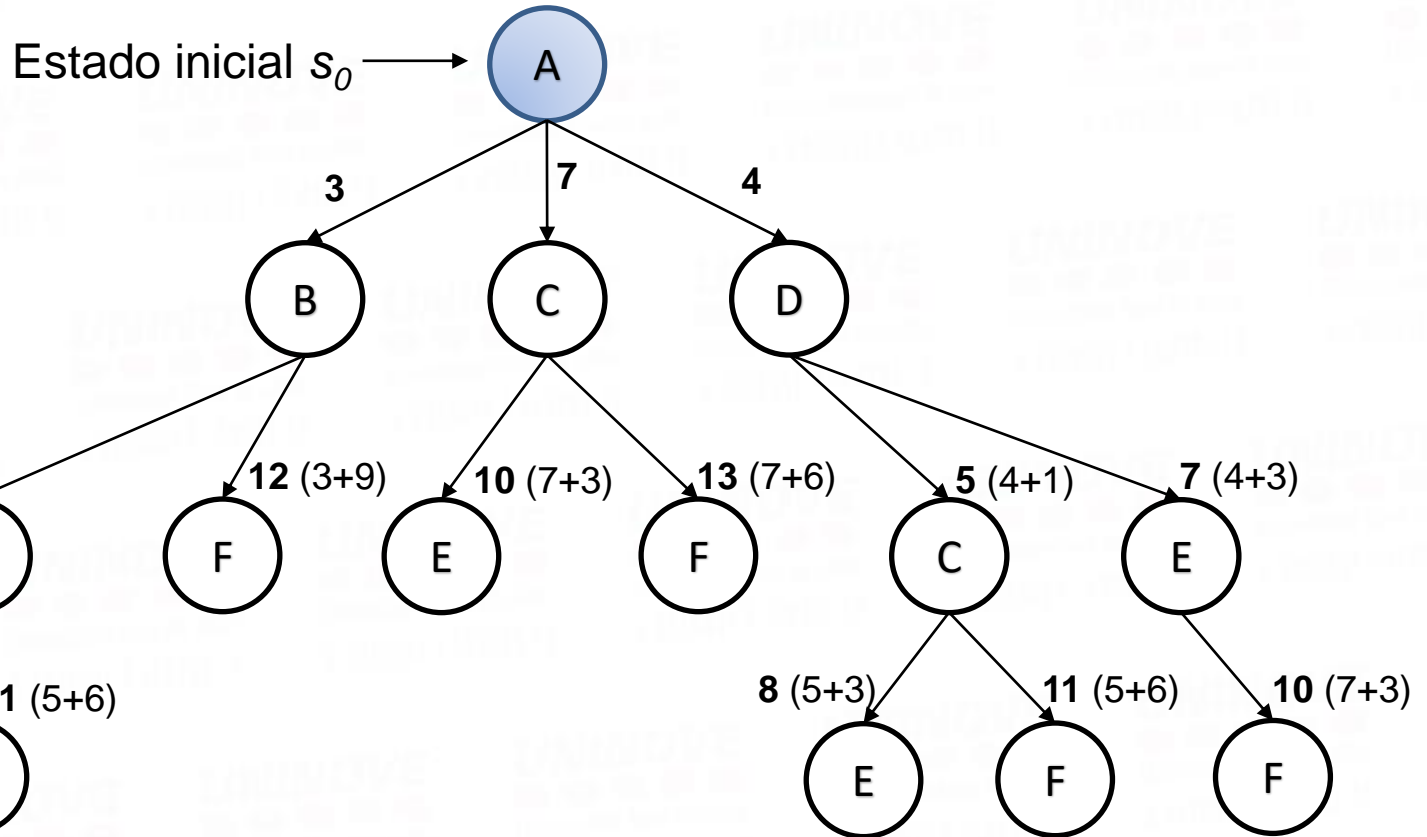 Estado inicial s0
A
3
7
4
B
C
D
12 (3+9)
10 (7+3)
13 (7+6)
5 (4+1)
7 (4+3)
F
E
F
C
E
1 (5+6)
8 (5+3)
11 (5+6)
10 (7+3)
E
F
F